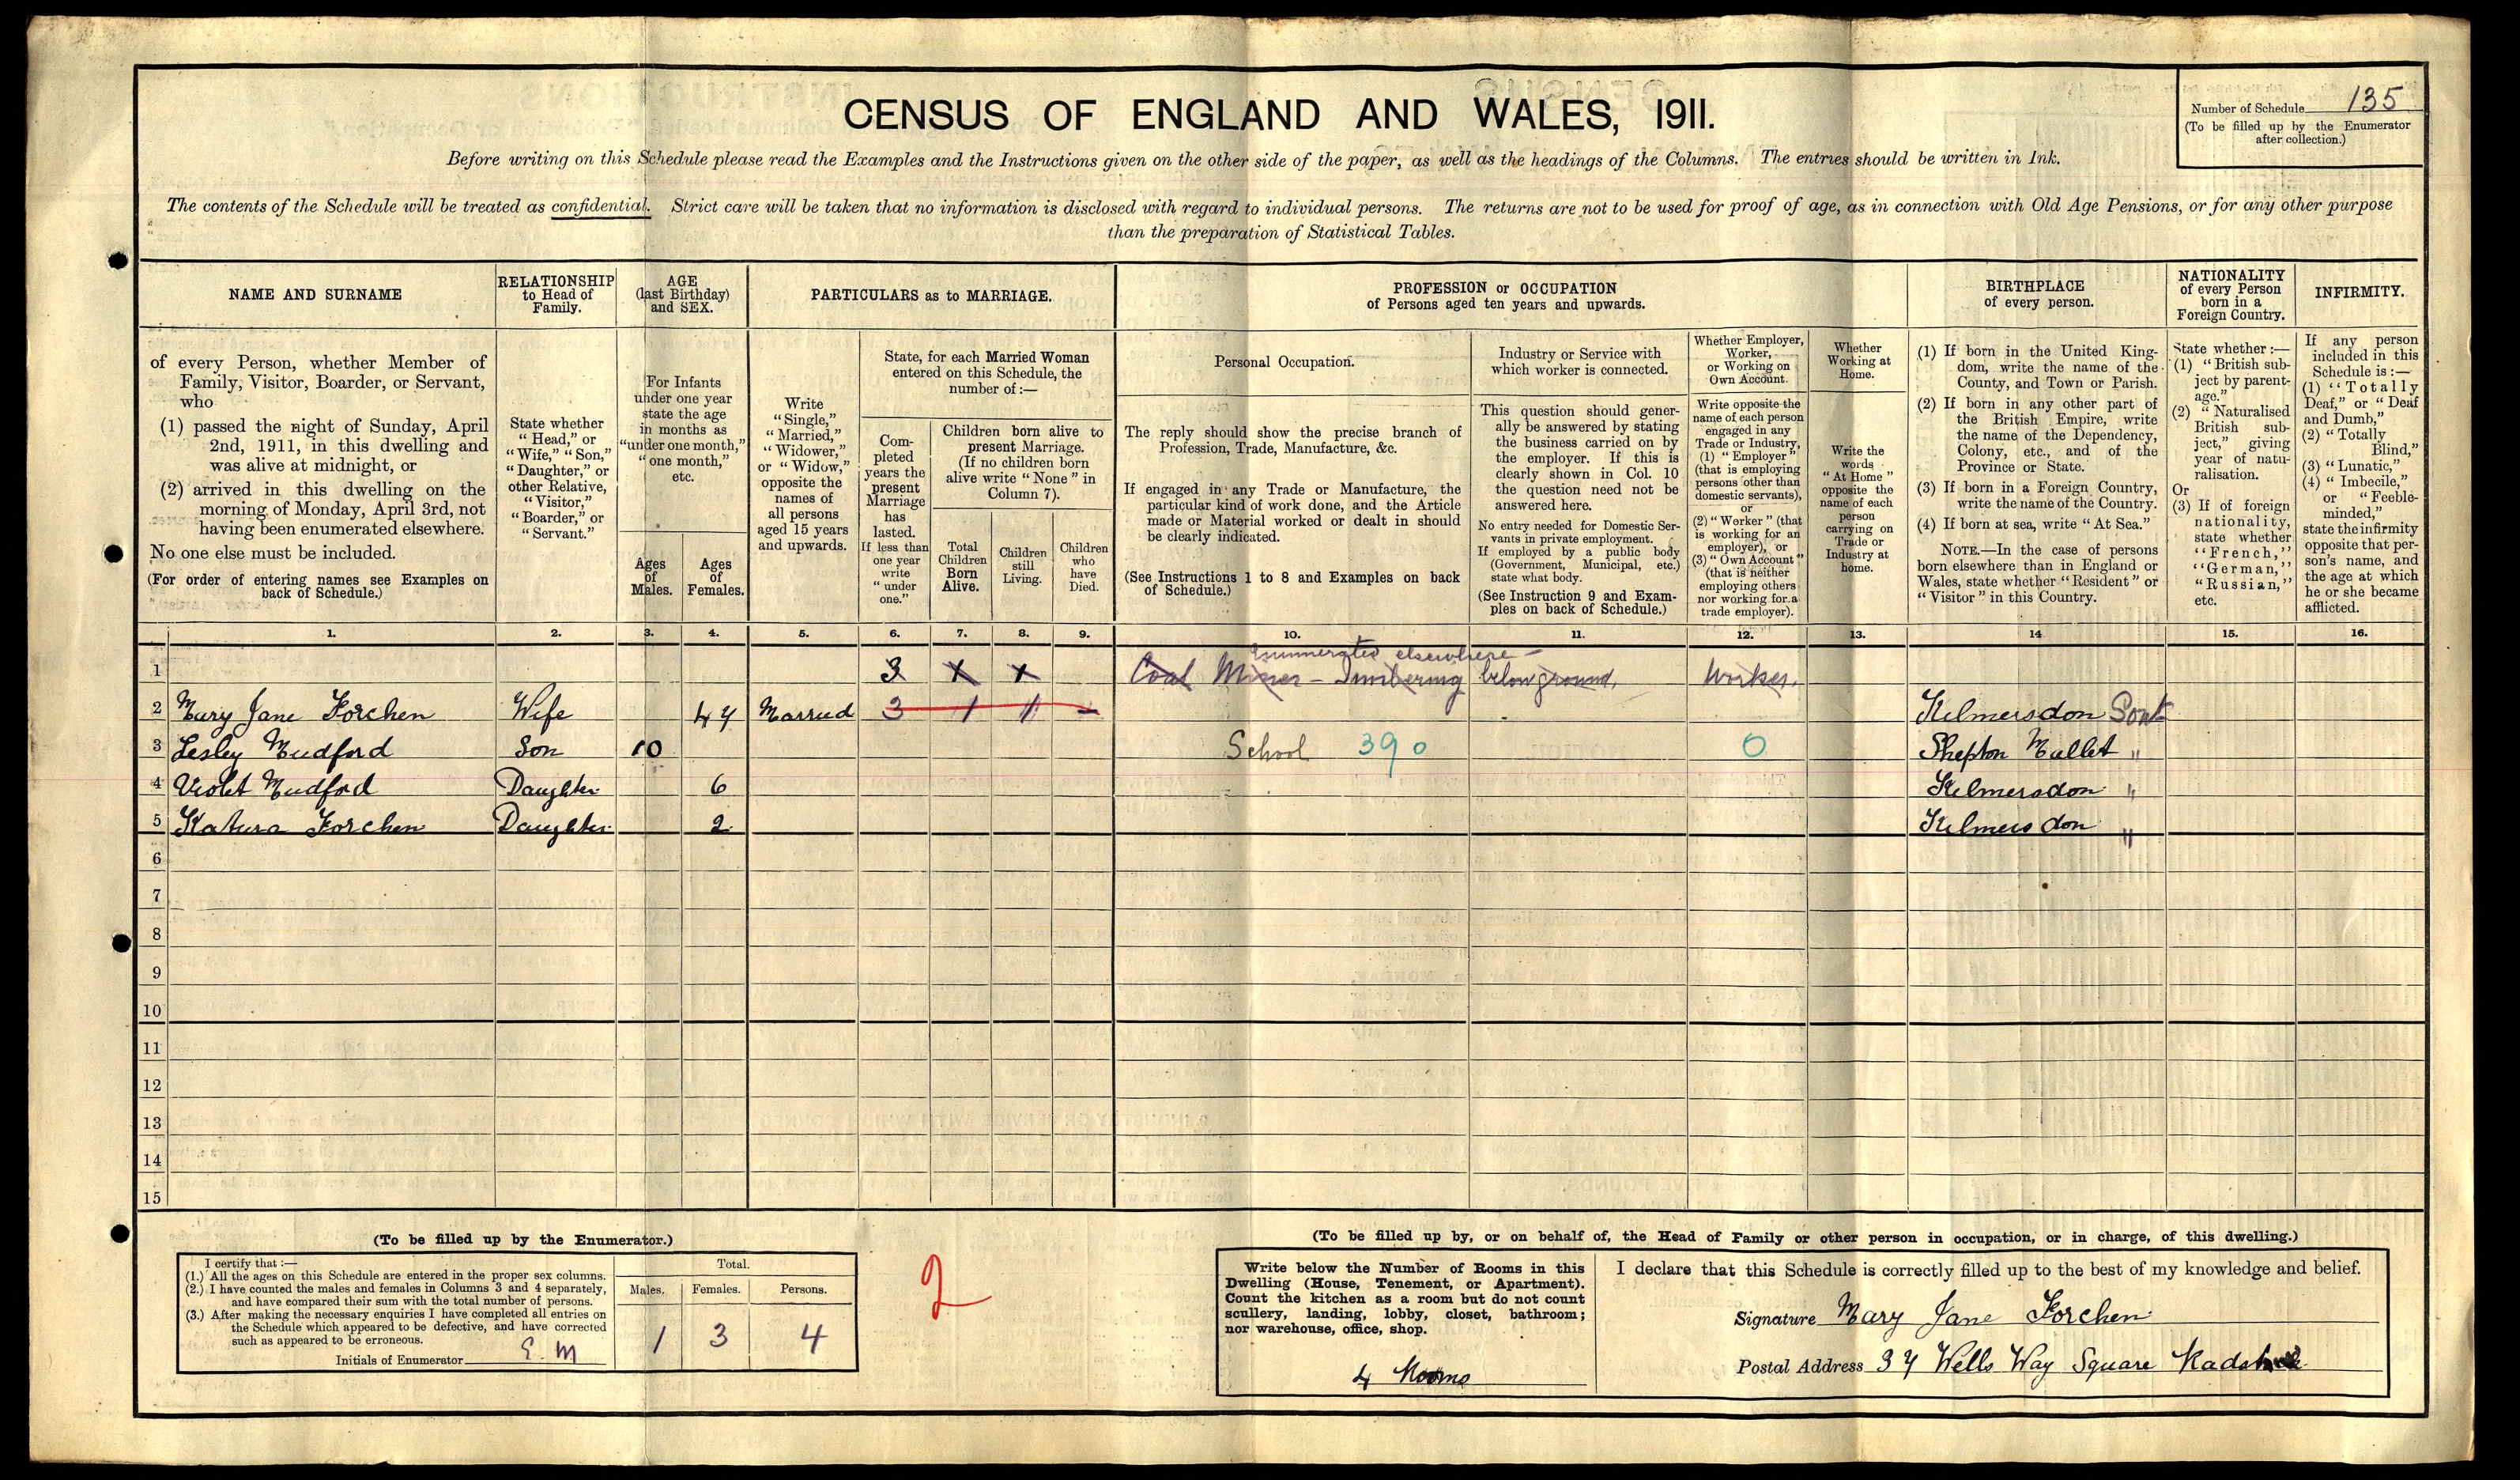 CENSUS OF ENGLAND AND WALES, 1911.
Number of Schedule 135
(To be filled up by the Enumerator
after collection.)
Before writing on this Schedule please read the Examples and the Instructions given on the other side of the paper, as well as the headings of the Columns. The entries should be written in Ink.
The contents of the Schedule will be treated as confidential. Strict care will be taken that no information is disclosed with regard to individual persons. The returns are not to be used for proof of age, as in connection with Old Age Pensions, or for any other purpose
than the preparation of Statistical Tables.
NAME AND SURNAME
of every Person, whether Member of
Family, Visitor, Boarder, or Servant,
who
(1) passed the night of Sunday, April
2nd, 1911, in this dwelling and
was alive at midnight, or
(2) arrived in this dwelling on the
morning of Monday, April 3rd, not
having been enumerated elsewhere.
No one else must be included.
(For order of entering names see Examples on
back of Schedule.)
RELATIONSHIP
to Head of
Family.
State whether
"Head," or
"Wife," "Son,"
"Daughter," or
other Relative,
"Visitor,"
"Boarder," or
"Servant."
AGE
(last Birthday)
and SEX.
For Infants
under one year
state the age
in months as
"under one month,"
"one month,"
etc.
Ages
of
Males.
Ages
of
Females.
PARTICULARS as to MARRIAGE.
Write
"Single,"
"Married,"
"Widower,"
or "Widow,"
opposite the
names of
all persons
aged 15 years
and upwards.
State, for each Married Woman
entered on this Schedule, the
number of:—
Com-
pleted
years the
present
Marriage
has
lasted.
If less than
one year
write
"under
one."
Children born alive to
present Marriage.
(If no children born
alive write "None" in
Column 7).
Total
Children
Born
Alive.
Children
still
Living.
Children
who
have
Died.
PROFESSION or OCCUPATION
of Persons aged ten years and upwards.
Personal Occupation.
The reply should show the precise branch of
Profession, Trade, Manufacture, &c.
If engaged in any Trade or Manufacture, the
particular kind of work done, and the Article
made or Material worked or dealt in should
be clearly indicated.
(See Instructions 1 to 8 and Examples on back
of Schedule.)
Industry or Service with
which worker is connected.
This question should gener-
ally be answered by stating
the business carried on by
the employer. If this is
clearly shown in Col. 10
the question need not be
answered here.
No entry needed for Domestic Ser-
vants in private employment.
If employed by a public body
(Government, Municipal, etc.)
state what body.
(See Instruction 9 and Exam-
ples on back of Schedule.)
Whether Employer,
Worker,
or Working on
Own Account.
Write opposite the
name of each person
engaged in any
Trade or Industry,
(1) "Employer"
(that is employing
persons other than
domestic servants),
or
(2) "Worker" (that
is working for an
employer), or
(3) "Own Account"
(that is neither
employing others
nor working for a
trade employer).
Whether
Working at
Home.
Write the
words
"At Home"
opposite the
name of each
person
carrying on
Trade or
Industry at
home.
BIRTHPLACE
of every person.
(1) If born in the United King-
dom, write the name of the
County, and Town or Parish.
(2) If born in any other part of
the British Empire, write
the name of the Dependency,
Colony, etc., and of the
Province or State.
(3) If born in a Foreign Country,
write the name of the Country.
(4) If born at sea, write "At Sea."
NOTE.—In the case of persons
born elsewhere than in England or
Wales, state whether "Resident" or
"Visitor" in this Country.
NATIONALITY
of every Person
born in a
Foreign Country.
State whether:—
(1) "British sub-
ject by parent-
age."
(2) "Naturalised
British sub-
ject," giving
year of natu-
ralisation.
Or
(3) If of foreign
nationality,
state whether
"French,"
"German,"
"Russian,"
etc.
INFIRMITY.
If any person
included in this
Schedule is:—
(1) "Totally
Deaf," or "Deaf
and Dumb,"
(2) "Totally
Blind,"
(3) "Lunatic,"
(4) "Imbecile,"
or "Feeble-
minded,"
state the infirmity
opposite that per-
son's name, and
the age at which
he or she became
afflicted.
1. 2. 3. 4. 5. 6. 7. 8. 9. 10. 11. 12. 13. 14 15. 16.
Enumerated elsewhere —
1 3 Coal Miner - Timbering below ground, Worker.
2 Mary Jane Forchen Wife 47 Married 3 1 1 - Kilmersdon Somt
3 Lesley Mudford Son 10 School 390 0 Shepton Mallet "
4 Violet Mudford Daughter 6 Kilmersdon "
5 Katura Forchen Daughter 2 Kilmersdon "
6
7
8
9
10
11
12
13
14
15
(To be filled up by the Enumerator.)
I certify that:—
(1.) All the ages on this Schedule are entered in the proper sex columns.
(2.) I have counted the males and females in Columns 3 and 4 separately,
and have compared their sum with the total number of persons.
(3.) After making the necessary enquiries I have completed all entries on
the Schedule which appeared to be defective, and have corrected
such as appeared to be erroneous.
Initials of Enumerator E. M
Total.
Males. Females. Persons.
1 3 4
2
(To be filled up by, or on behalf of, the Head of Family or other person in occupation, or in charge, of this dwelling.)
Write below the Number of Rooms in this
Dwelling (House, Tenement, or Apartment).
Count the kitchen as a room but do not count
scullery, landing, lobby, closet, bathroom;
nor warehouse, office, shop.
4 Rooms
I declare that this Schedule is correctly filled up to the best of my knowledge and belief.
Signature Mary Jane Forchen
Postal Address 37 Wells Way Square Radstock